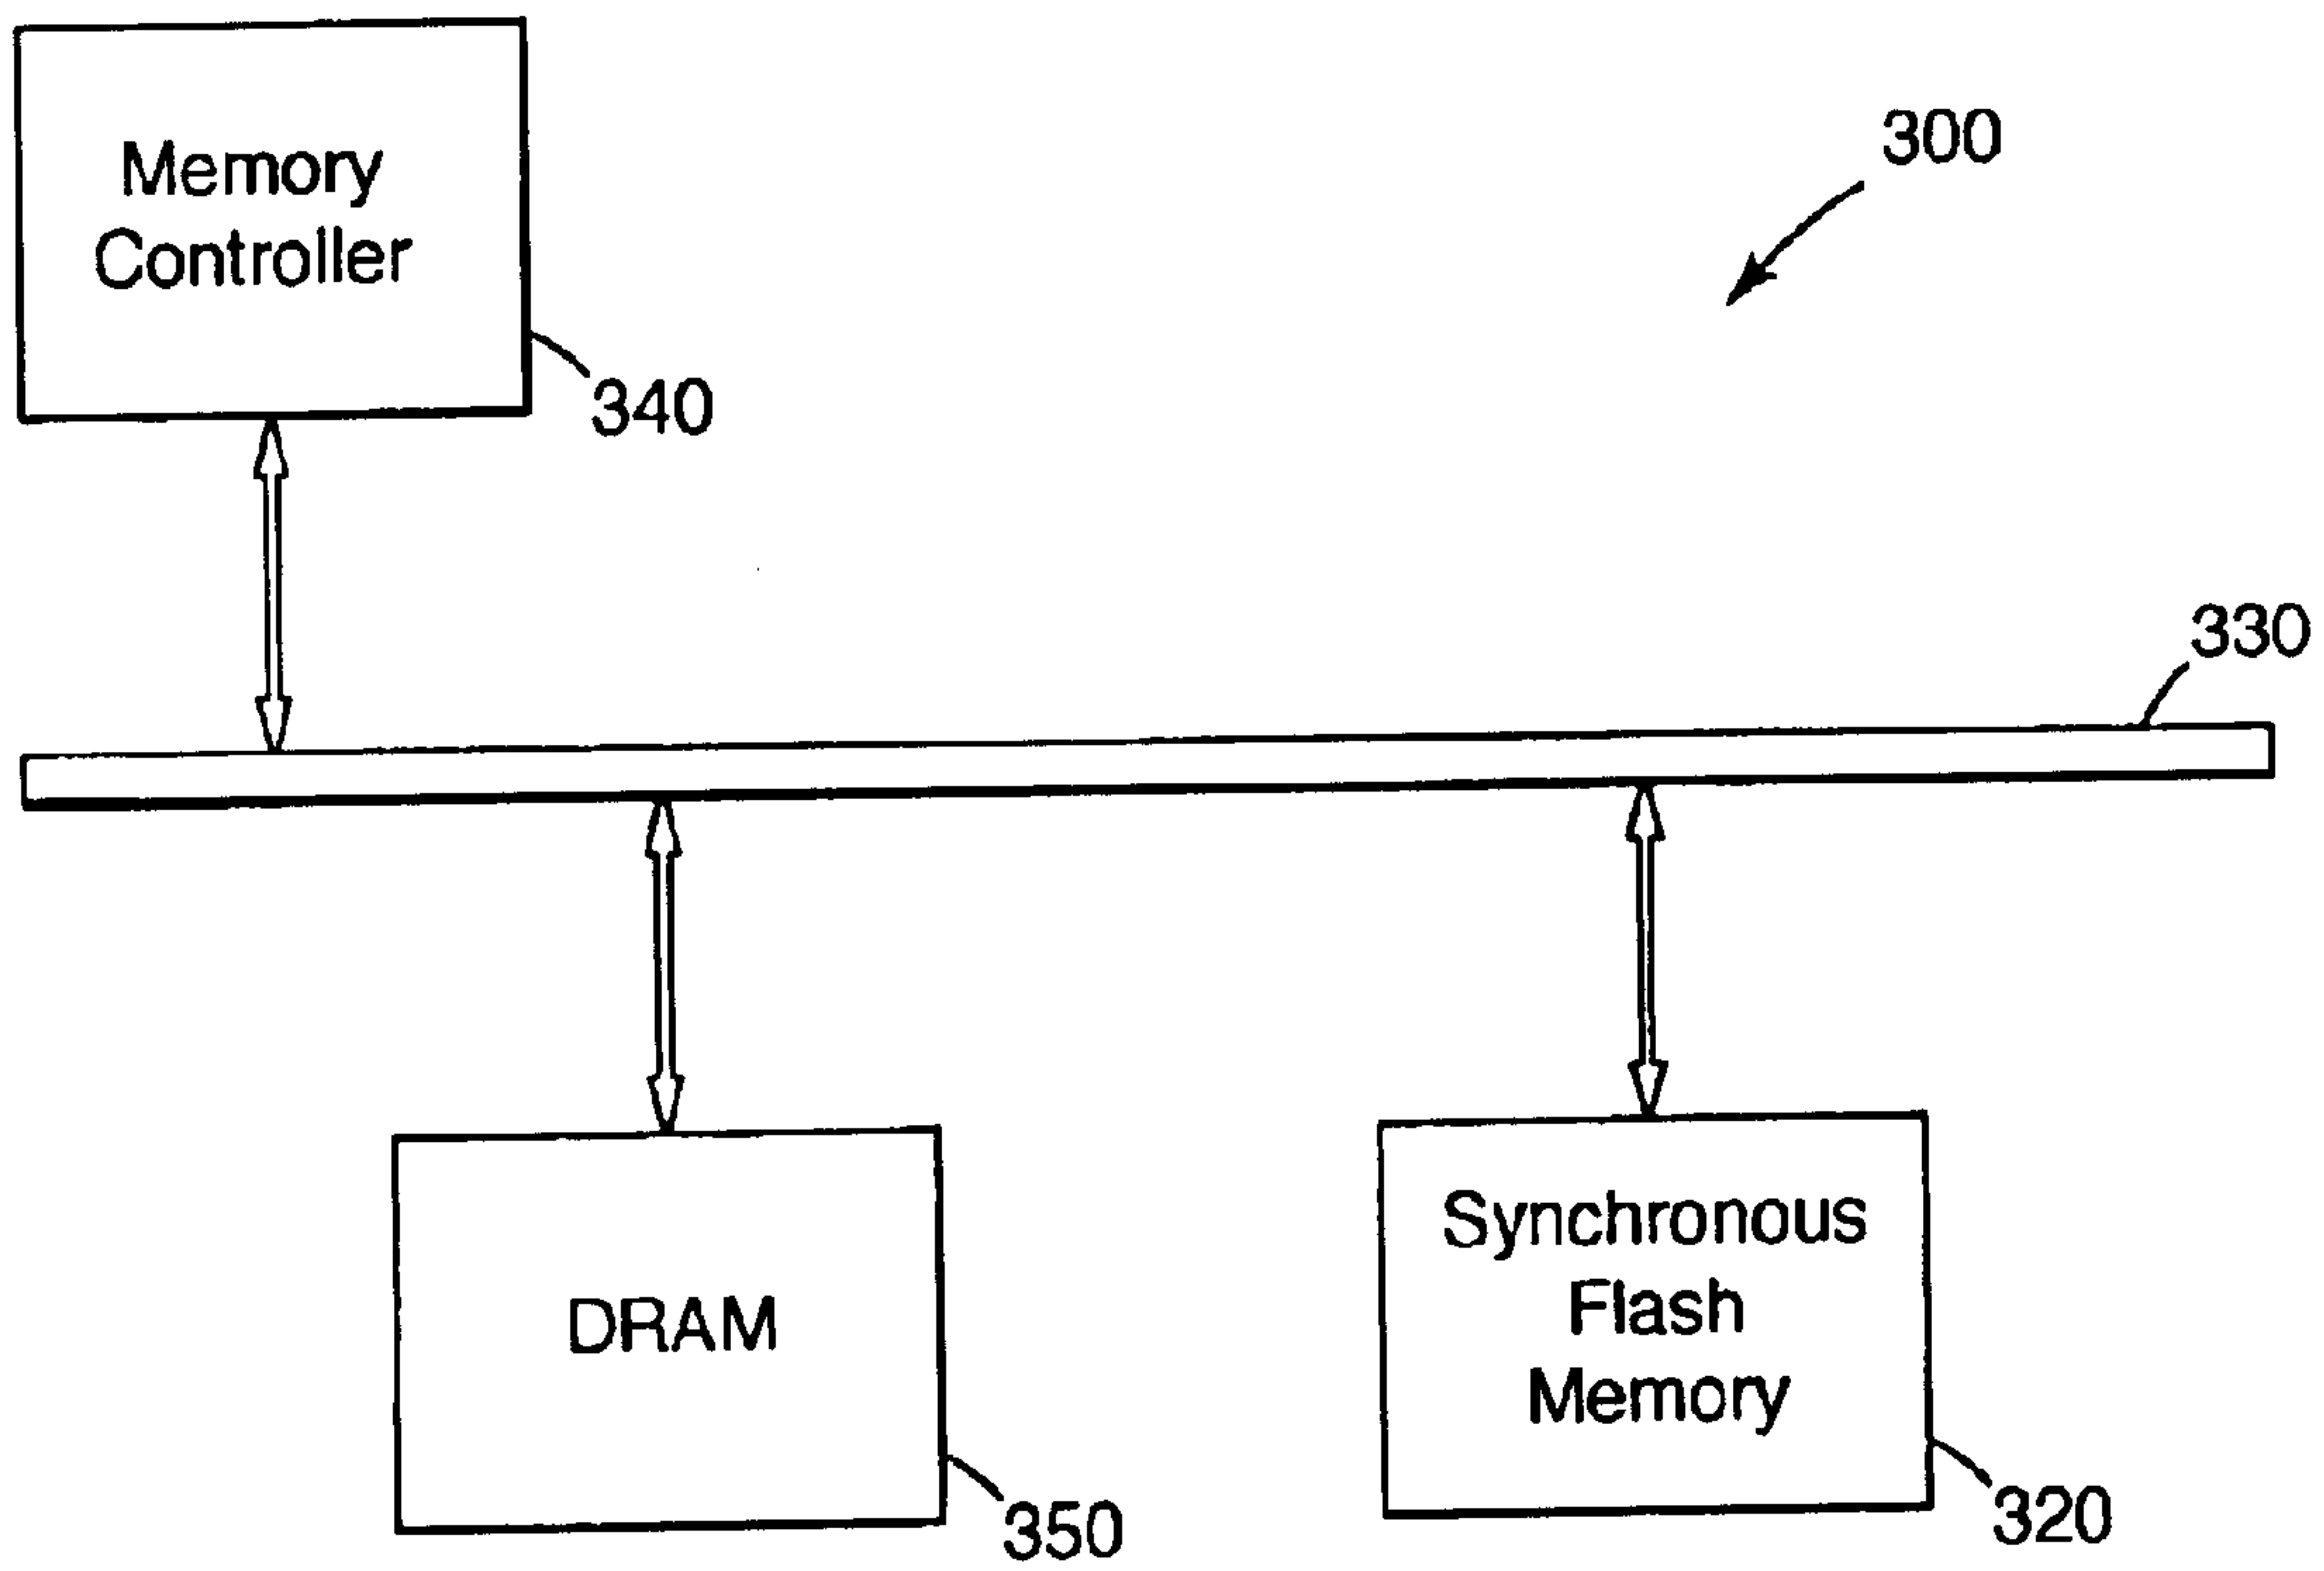 Memory
Controller
300
340
330
DRAM
350
Synchronous
Flash
Memory
320